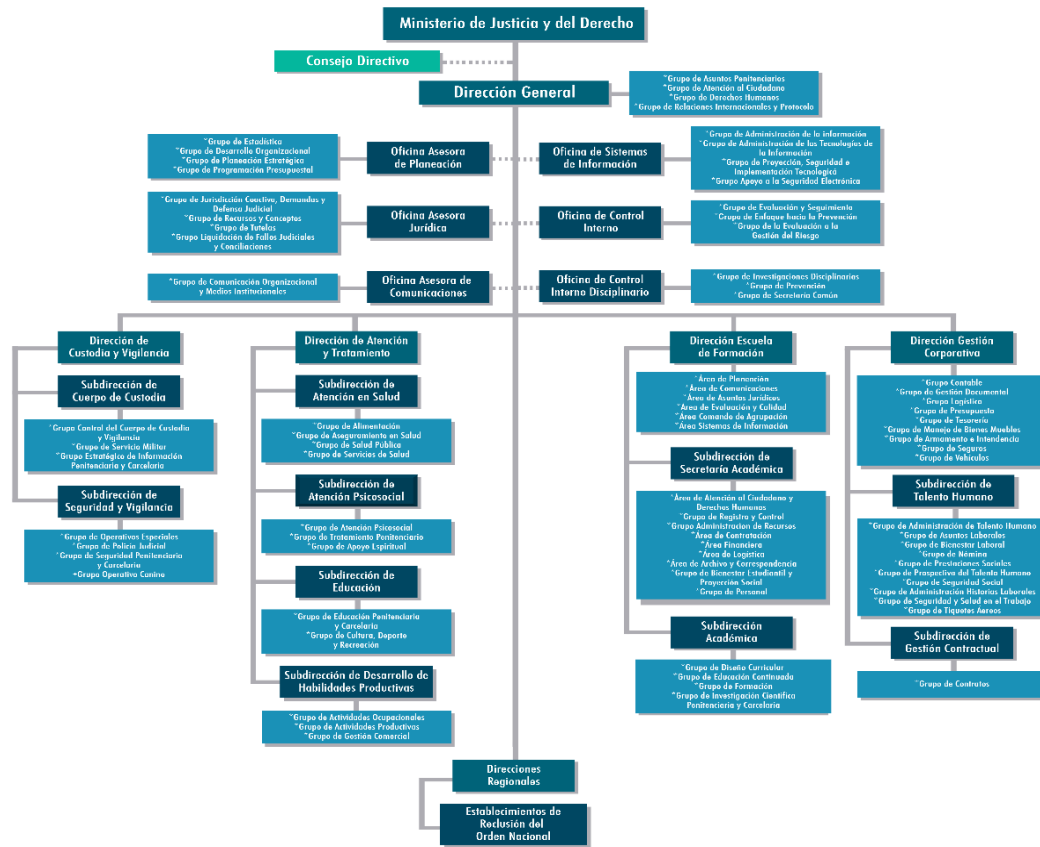 Ministerio de Justicia y del Derecho
Consejo Directivo
Dirección General
*Grupo de Asuntos Penitenciarios
*Grupo de Atención al Ciudadano
*Grupo de Derechos Humanos
*Grupo de Relaciones Internacionales y Protocolo
*Grupo de Estadística
*Grupo de Desarrollo Organizacional
*Grupo de Planeación Estratégica
*Grupo de Programación Presupuestal
Oficina Asesora
de Planeación
Oficina de Sistemas
de Información
*Grupo de Administración de la información
*Grupo de Administración de las Tecnologías de
la Información
*Grupo de Proyección, Seguridad e
Implementación Tecnologicá
*Grupo Apoyo a la Seguridad Electrónica
*Grupo de Jurisdicción Coactiva, Demandas y
Defensa Judicial
*Grupo de Recursos y Conceptos
*Grupo de Tutelas
*Grupo Liquidación de Fallos Judiciales
y Conciliaciones
Oficina Asesora
Jurídica
Oficina de Control
Interno
*Grupo de Evaluación y Seguimiento
*Grupo de Enfoque hacia la Prevención
*Grupo de la Evaluación a la
Gestión del Riesgo
*Grupo de Comunicación Organizacional
y Medios Institucionales
Oficina Asesora de
Comunicaciones
Oficina de Control
Interno Disciplinario
*Grupo de Investigaciones Disciplinarias
*Grupo de Prevención
*Grupo de Secretaría Común
Dirección de
Custodia y Vigilancia
Subdirección de
Cuerpo de Custodia
*Grupo Control del Cuerpo de Custodia
y Vigilancia
*Grupo de Servicio Militar
*Grupo Estratégico de Información
Penitenciaria y Carcelaria
Subdirección de
Seguridad y Vigilancia
*Grupo de Operativos Especiales
*Grupo de Policía Judicial
*Grupo de Seguridad Penitenciaria
y Carcelaria
*Grupo Operativo Canino
Dirección de Atención
y Tratamiento
Subdirección de
Atención en Salud
*Grupo de Alimentación
*Grupo de Aseguramiento en Salud
*Grupo de Salud Pública
*Grupo de Servicios de Salud
Subdirección de
Atención Psicosocial
*Grupo de Atención Psicosocial
*Grupo de Tratamiento Penitenciario
*Grupo de Apoyo Espiritual
Subdirección de
Educación
*Grupo de Educación Penitenciaria
y Carcelaria
*Grupo de Cultura, Deporte
y Recreación
Subdirección de Desarrollo de
Habilidades Productivas
*Grupo de Actividades Ocupacionales
*Grupo de Actividades Productivas
*Grupo de Gestión Comercial
Dirección Escuela
de Formación
*Área de Planeación
*Área de Comunicaciones
*Área de Asuntos Jurídicos
*Área de Evaluación y Calidad
*Área Comando de Agrupación
*Área Sistemas de Información
Subdirección de
Secretaría Académica
*Área de Atención al Ciudadano y
Derechos Humanos
*Grupo de Registro y Control
*Grupo Administracion de Recursos
*Área de Contratación
*Área Financiera
*Área de Logística
*Área de Archivo y Correspondencia
*Grupo de Bienestar Estudiantil y
Proyección Social
*Grupo de Personal
Subdirección
Académica
*Grupo de Diseño Curricular
*Grupo de Educación Continuada
*Grupo de Formación
*Grupo de Investigación Científica
Penitenciaria y Carcelaria
Dirección Gestión
Corporativa
*Grupo Contable
*Grupo de Gestión Documental
*Grupo Logística
*Grupo de Presupuesto
*Grupo de Tesorería
*Grupo de Manejo de Bienes Muebles
*Grupo de Armamento e Intendencia
*Grupo de Seguros
*Grupo de Vehículos
Subdirección de
Talento Humano
*Grupo de Administración de Talento Humano
*Grupo de Asuntos Laborales
*Grupo de Bienestar Laboral
*Grupo de Nómina
*Grupo de Prestaciones Sociales
*Grupo de Prospectiva del Talento Humano
*Grupo de Seguridad Social
*Grupo de Administración Historias Laborales
*Grupo de Seguridad y Salud en el Trabajo
*Grupo de Tiquetes Aereos
Subdirección de
Gestión Contractual
*Grupo de Contratos
Direcciones
Regionales
Establecimientos de
Reclusión del
Orden Nacional